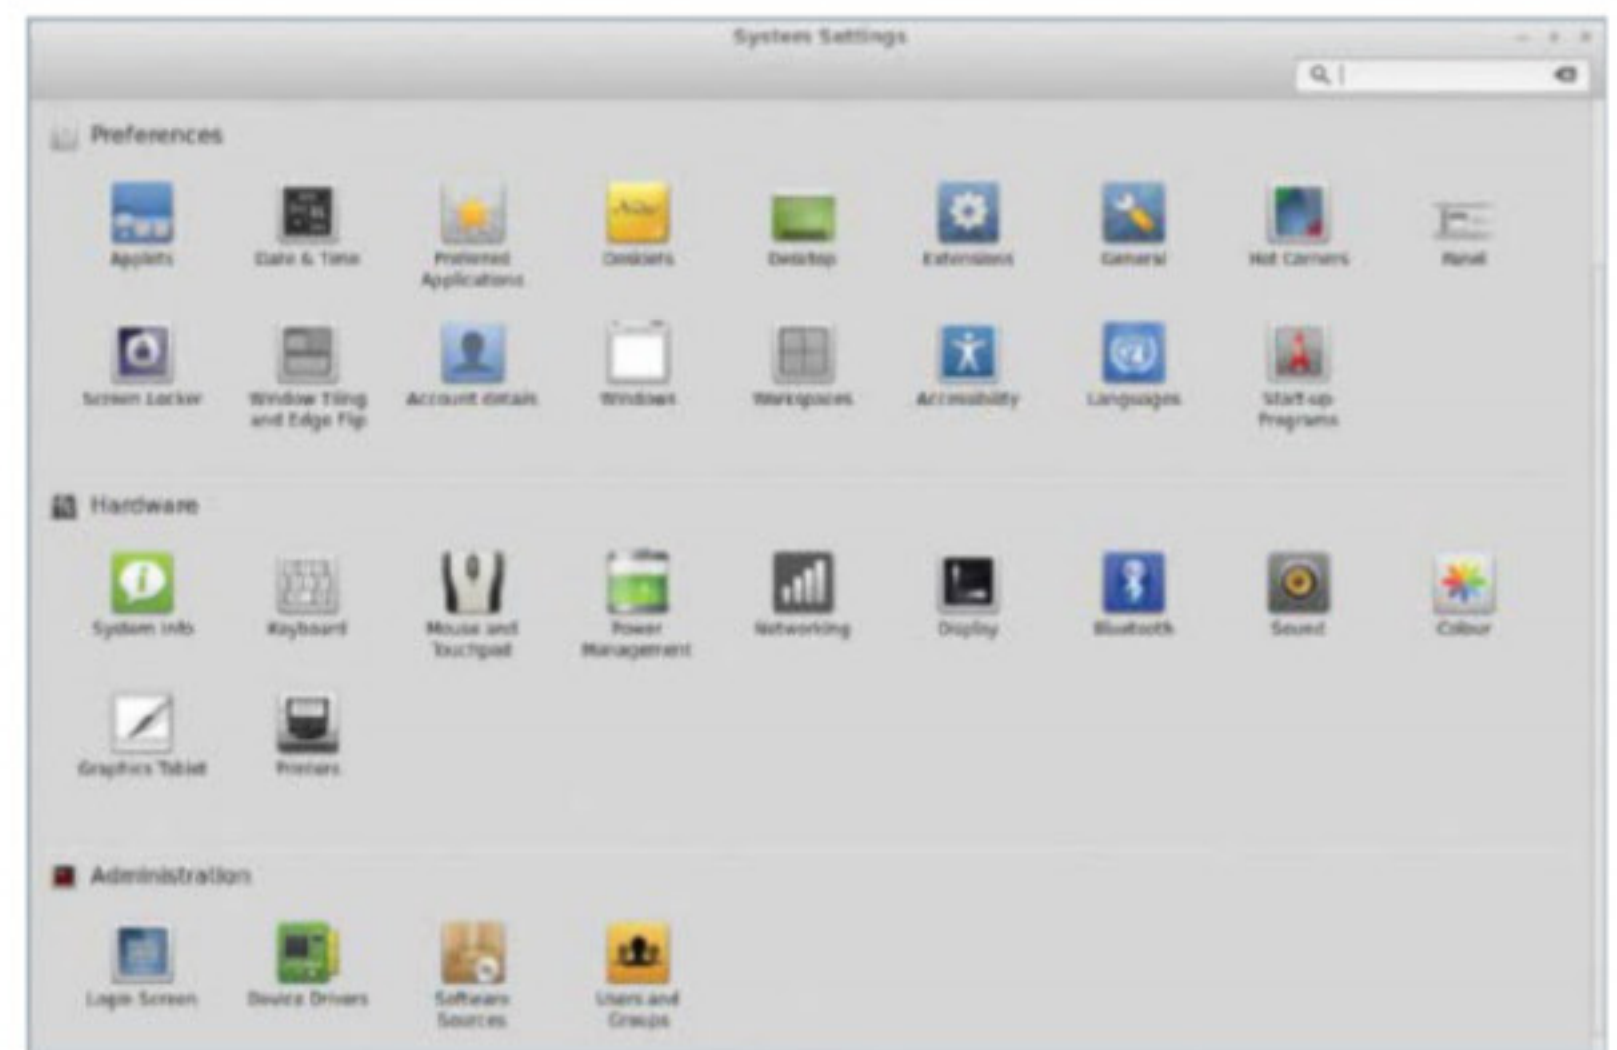 System Settings
Preferences
Applets
Date & Time
Preferred
Applications
Desklets
Desktop
Extensions
General
Hot Corners
Panel
Screen Locker
Window Tiling
and Edge Flip
Account details
Windows
Workspaces
Accessibility
Languages
Start-up
Programs
Hardware
System Info
Keyboard
Mouse and
Touchpad
Power
Management
Networking
Display
Bluetooth
Sound
Colour
Graphics Tablet
Printers
Administration
Login Screen
Device Drivers
Software
Sources
Users and
Groups